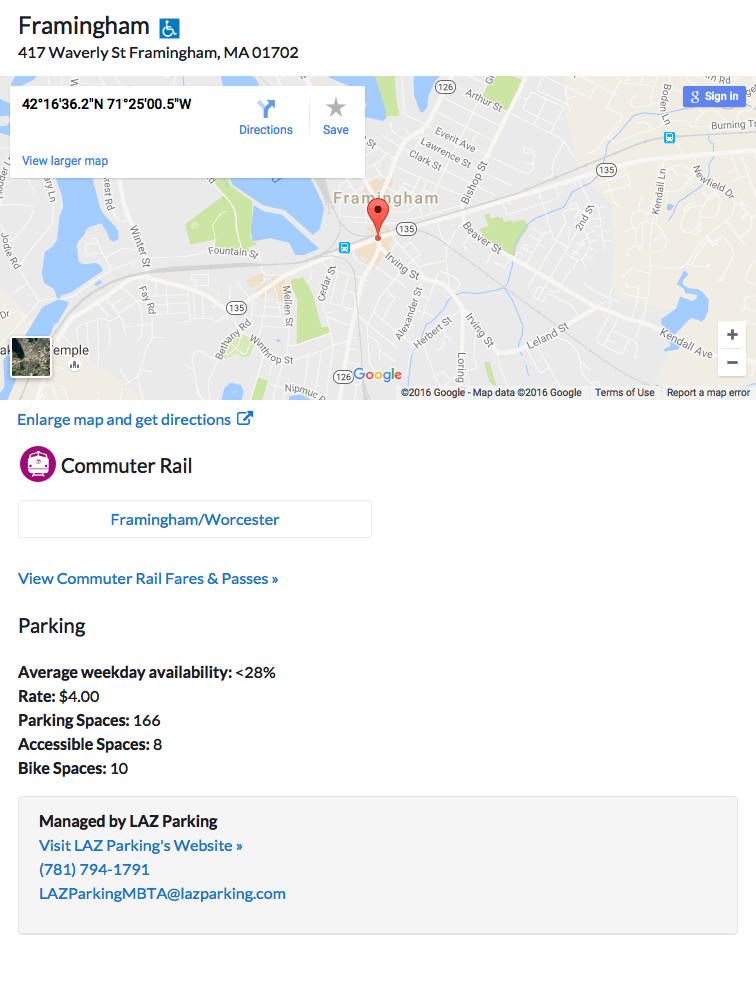 Framingham
417 Waverly St Framingham, MA 01702
42°16'36.2"N 71°25'00.5"W
Directions
Save
View larger map
Sign in
126
Arthur St
Everit Ave
Lawrence St
Clark St
Bishop St
135
Burning
Kendall Ln
Newfield Dr
Framingham
135
Beaver St
2nd St
Winter St
Fountain St
Jodie Rd
Irving St
Cedar St
Fay Rd
135
Mellen St
Alexander St
Herbert St
Irving St
Leland St
Bethany Rd
Winthrop St
Kendall Ave
Loring
126
Google
©2016 Google - Map data ©2016 Google
Terms of Use
Report a map error
Enlarge map and get directions
Commuter Rail
Framingham/Worcester
View Commuter Rail Fares & Passes »
Parking
Average weekday availability: <28%
Rate: $4.00
Parking Spaces: 166
Accessible Spaces: 8
Bike Spaces: 10
Managed by LAZ Parking
Visit LAZ Parking's Website »
(781) 794-1791
LAZParkingMBTA@lazparking.com